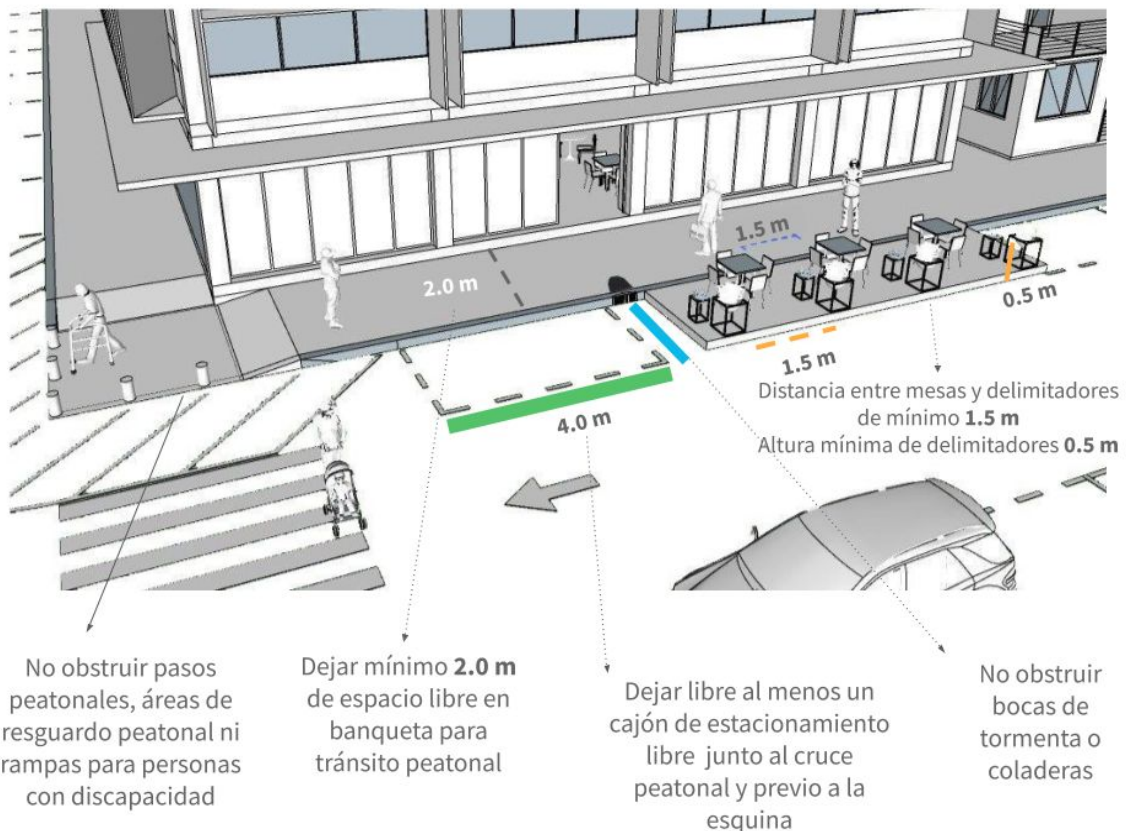 1.5 m
2.0 m
0.5 m
1.5 m
4.0 m
Distancia entre mesas y delimitadores
de mínimo 1.5 m
Altura mínima de delimitadores 0.5 m
No obstruir pasos
peatonales, áreas de
resguardo peatonal ni
rampas para personas
con discapacidad
Dejar mínimo 2.0 m
de espacio libre en
banqueta para
tránsito peatonal
Dejar libre al menos un
cajón de estacionamiento
libre junto al cruce
peatonal y previo a la
esquina
No obstruir
bocas de
tormenta o
coladeras